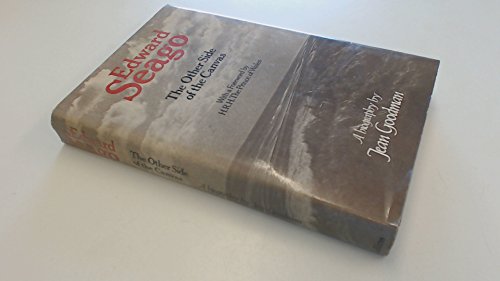 Edward
Seago
The Other Side
of the Canvas
With a Foreword by
H.R.H. The Prince of Wales
A biography by
Jean Goodman
The Other Side
of the Canvas